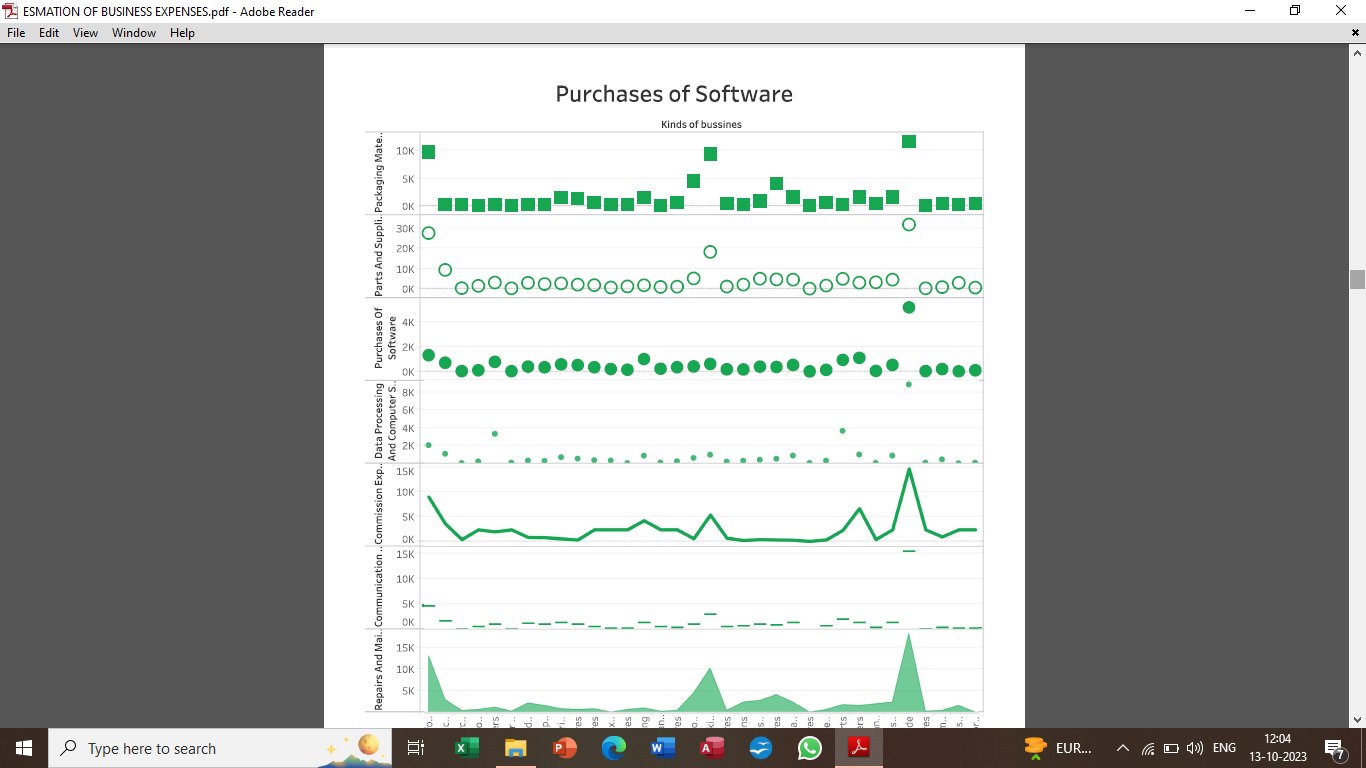 ESMATION OF BUSINESS EXPENSES.pdf - Adobe Reader
File Edit View Window Help
Purchases of Software
Kinds of bussines
Packaging Mate..
10K
5K
0K
Parts And Suppli..
30K
20K
10K
0K
Purchases Of
Software
4K
2K
0K
Data Processing
And Computer S..
8K
6K
4K
2K
Commission Exp..
15K
10K
5K
0K
Communication ..
15K
10K
5K
0K
Repairs And Mai..
15K
10K
5K
Type here to search
EUR...
ENG
12:04
13-10-2023
7